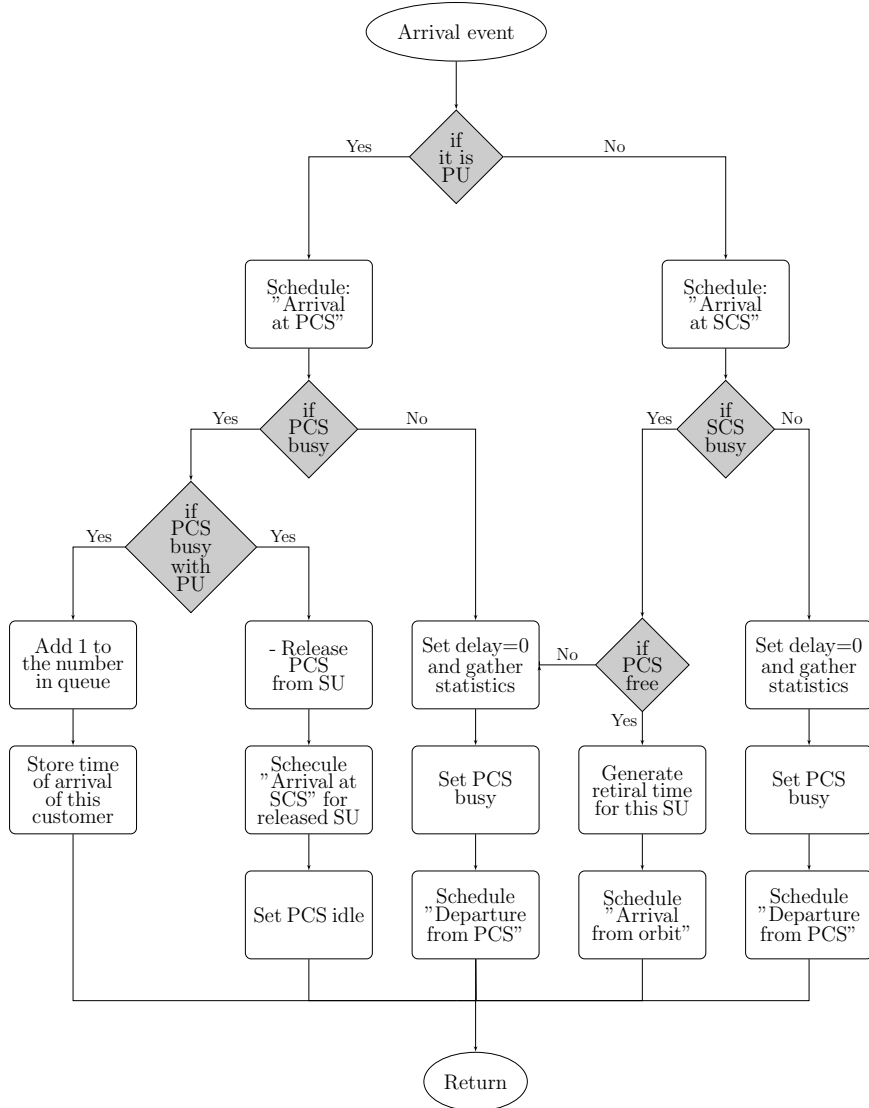 Arrival event
if
it is
PU
Yes
No
Schedule:
”Arrival
at PCS”
Schedule:
”Arrival
at SCS”
if
PCS
busy
Yes
No
if
SCS
busy
Yes
No
if
PCS
busy
with
PU
Yes
Yes
Add 1 to
the number
in queue
- Release
PCS
from SU
Set delay=0
and gather
statistics
No
if
PCS
free
Yes
Set delay=0
and gather
statistics
Store time
of arrival
of this
customer
Schecule
”Arrival at
SCS” for
released SU
Set PCS
busy
Generate
retiral time
for this SU
Set PCS
busy
Set PCS idle
Schedule
”Departure
from PCS”
Schedule
”Arrival
from orbit”
Schedule
”Departure
from PCS”
Return